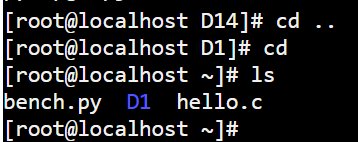 [root@localhost D14]# cd ..
[root@localhost D1]# cd
[root@localhost ~]# ls
bench.py  D1  hello.c
[root@localhost ~]#